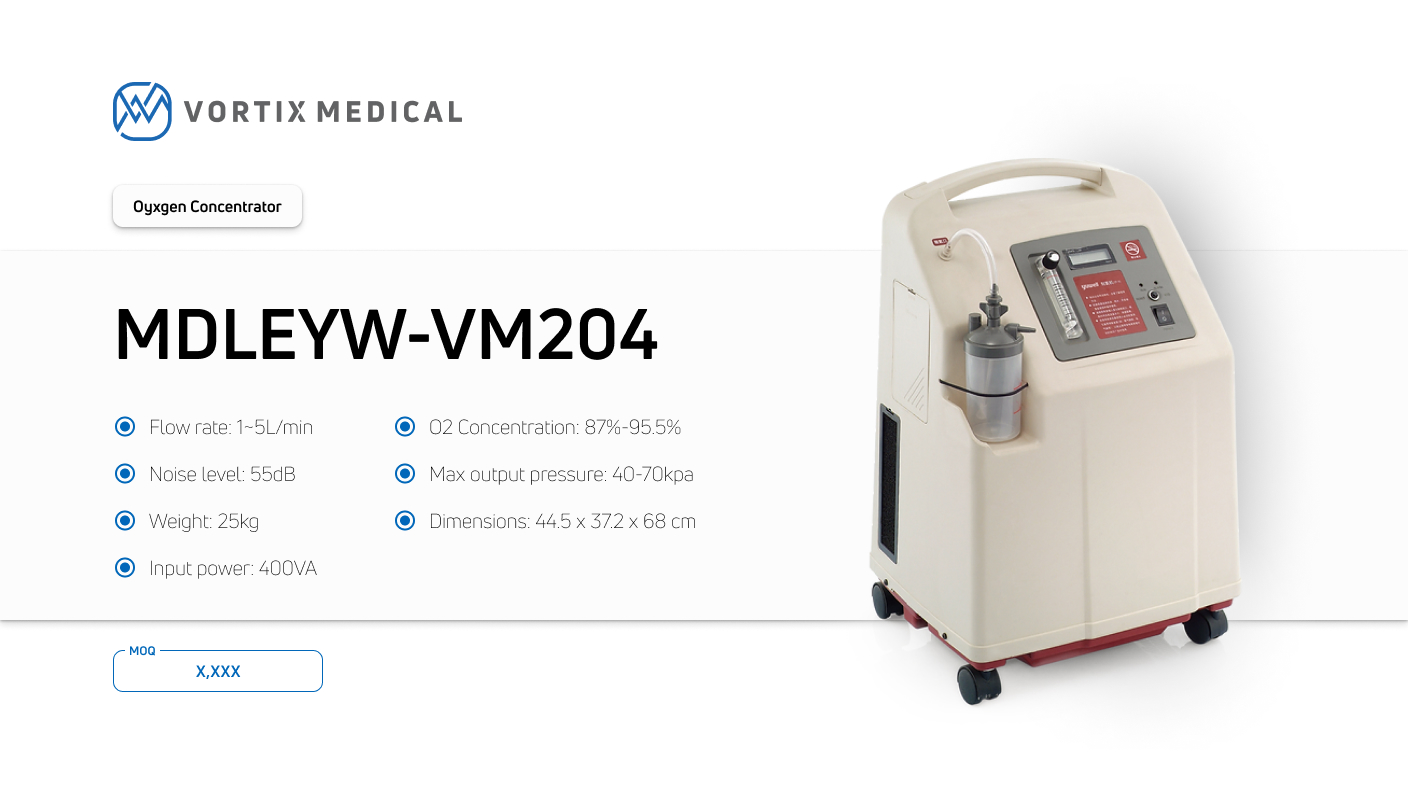 VORTIX MEDICAL
Oyxgen Concentrator
MDLEYW-VM204
Flow rate: 1~5L/min
O2 Concentration: 87%-95.5%
Noise level: 55dB
Max output pressure: 40-70kpa
Weight: 25kg
Dimensions: 44.5 x 37.2 x 68 cm
Input power: 400VA
MOQ
X,XXX
yuwell